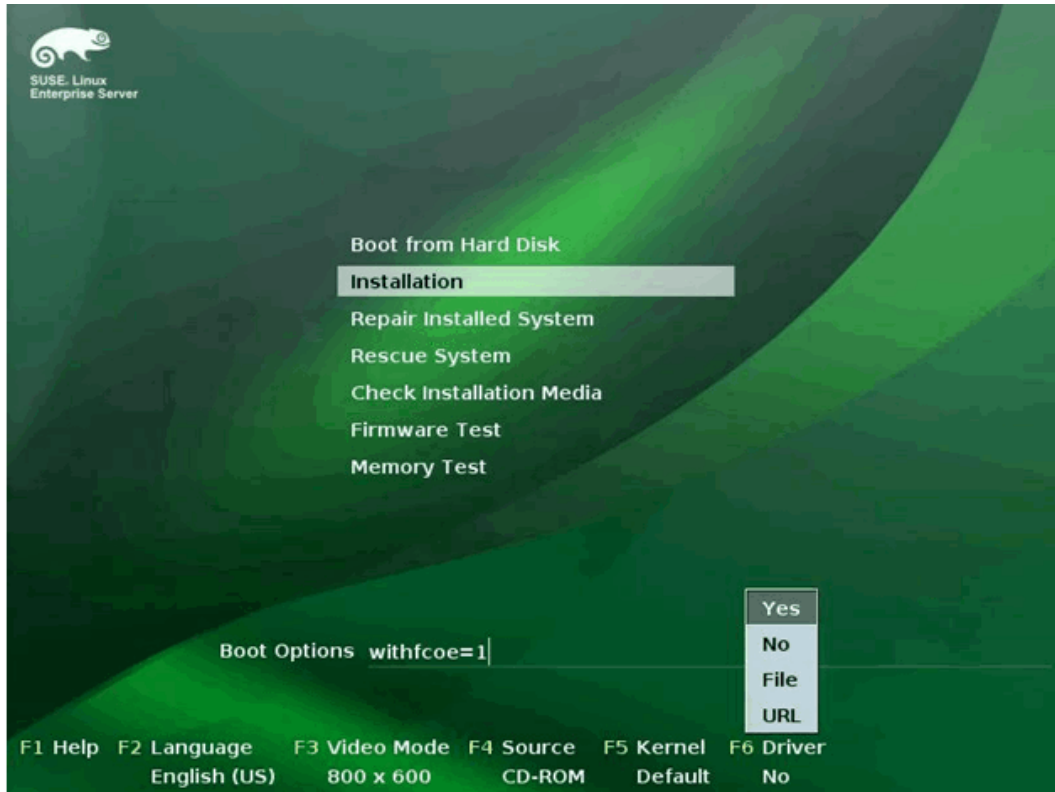 SUSE. Linux
Enterprise Server
Boot from Hard Disk
Installation
Repair Installed System
Rescue System
Check Installation Media
Firmware Test
Memory Test
Yes
No
File
URL
Boot Options withfcoe=1
F1 Help F2 Language F3 Video Mode F4 Source F5 Kernel F6 Driver
English (US) 800 x 600 CD-ROM Default No